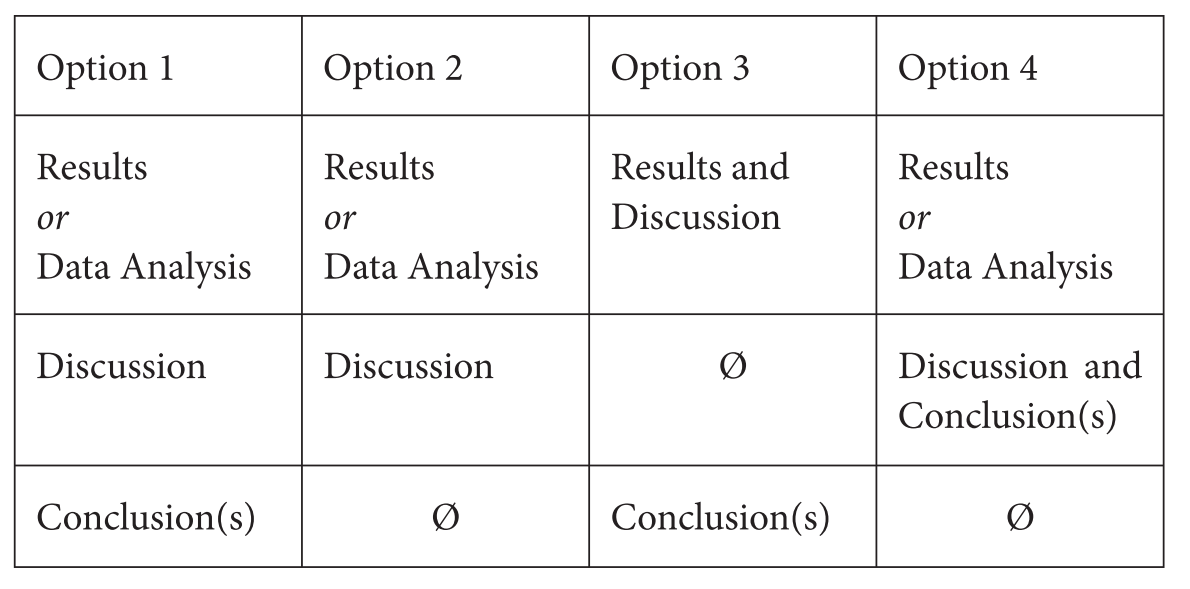 Option 1 Option 2 Option 3 Option 4
Results Results Results and Results
or or Discussion or
Data Analysis Data Analysis Data Analysis
Discussion Discussion Ø Discussion and
Conclusion(s)
Conclusion(s) Ø Conclusion(s) Ø